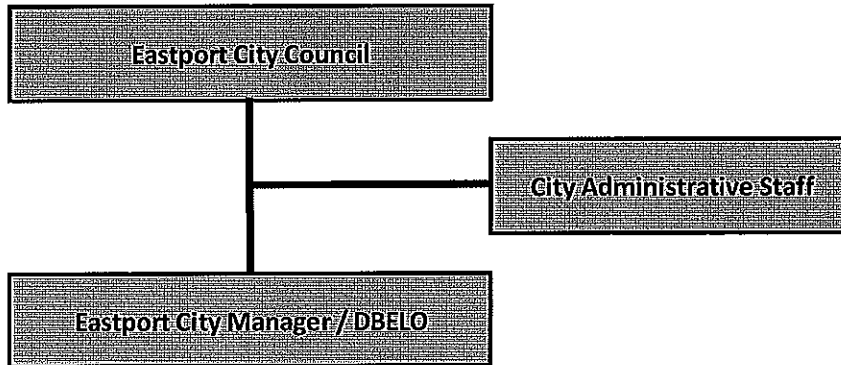 Eastport City Council
City Administrative Staff
Eastport City Manager / DBELO